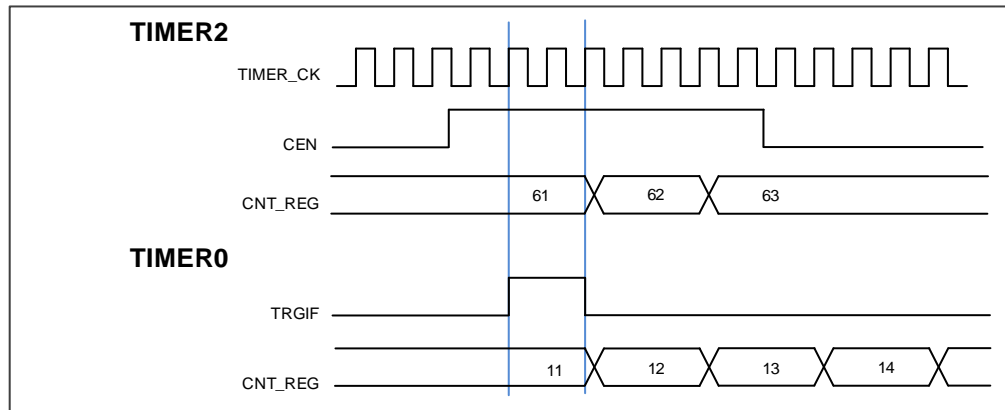 TIMER2
TIMER_CK
CEN
CNT_REG 61 62 63
TIMER0
TRGIF
CNT_REG 11 12 13 14